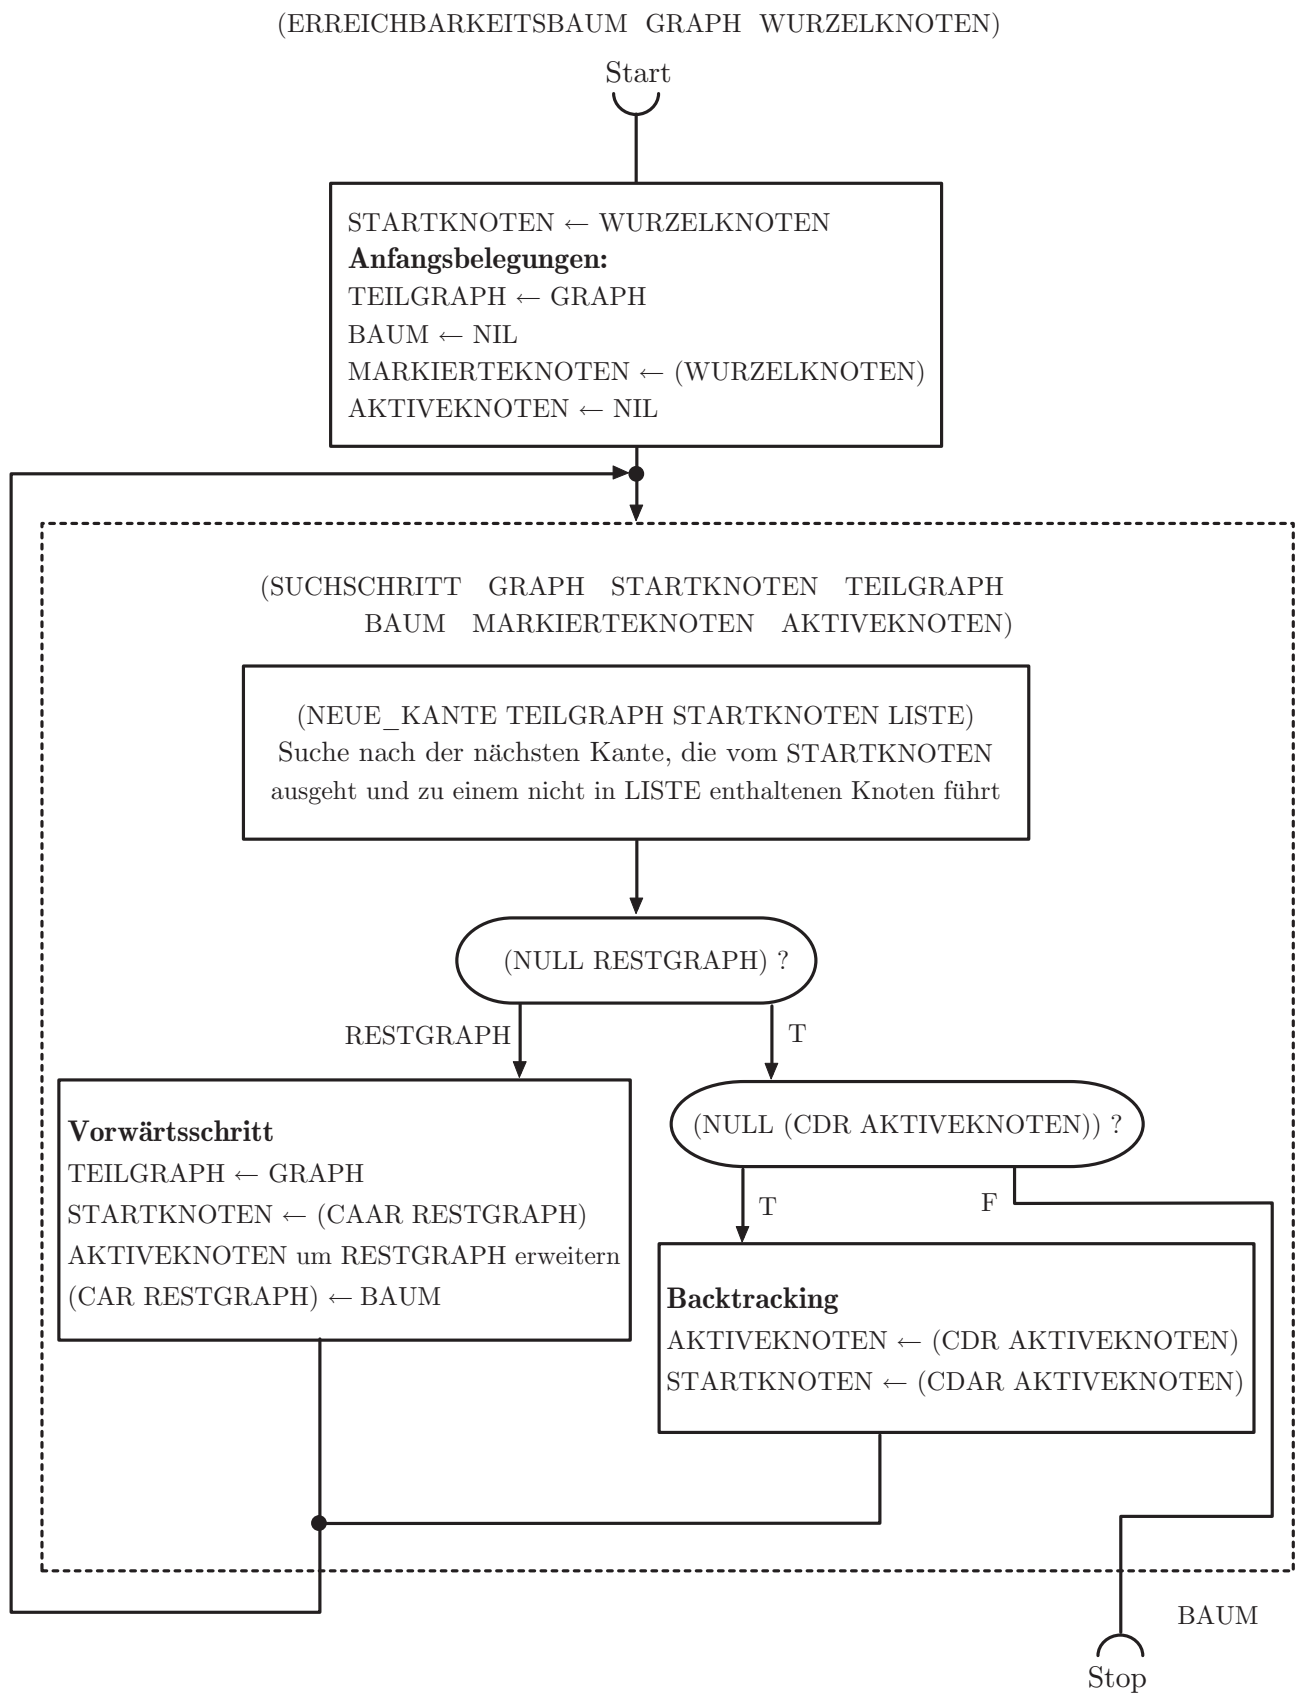 (ERREICHBARKEITSBAUM GRAPH WURZELKNOTEN)
Start
STARTKNOTEN ← WURZELKNOTEN
Anfangsbelegungen:
TEILGRAPH ← GRAPH
BAUM ← NIL
MARKIERTEKNOTEN ← (WURZELKNOTEN)
AKTIVEKNOTEN ← NIL
(SUCHSCHRITT GRAPH STARTKNOTEN TEILGRAPH
BAUM MARKIERTEKNOTEN AKTIVEKNOTEN)
(NEUE_KANTE TEILGRAPH STARTKNOTEN LISTE)
Suche nach der nächsten Kante, die vom STARTKNOTEN
ausgeht und zu einem nicht in LISTE enthaltenen Knoten führt
(NULL RESTGRAPH) ?
RESTGRAPH
T
Vorwärtsschritt
TEILGRAPH ← GRAPH
STARTKNOTEN ← (CAAR RESTGRAPH)
AKTIVEKNOTEN um RESTGRAPH erweitern
(CAR RESTGRAPH) ← BAUM
(NULL (CDR AKTIVEKNOTEN)) ?
T
F
Backtracking
AKTIVEKNOTEN ← (CDR AKTIVEKNOTEN)
STARTKNOTEN ← (CDAR AKTIVEKNOTEN)
BAUM
Stop